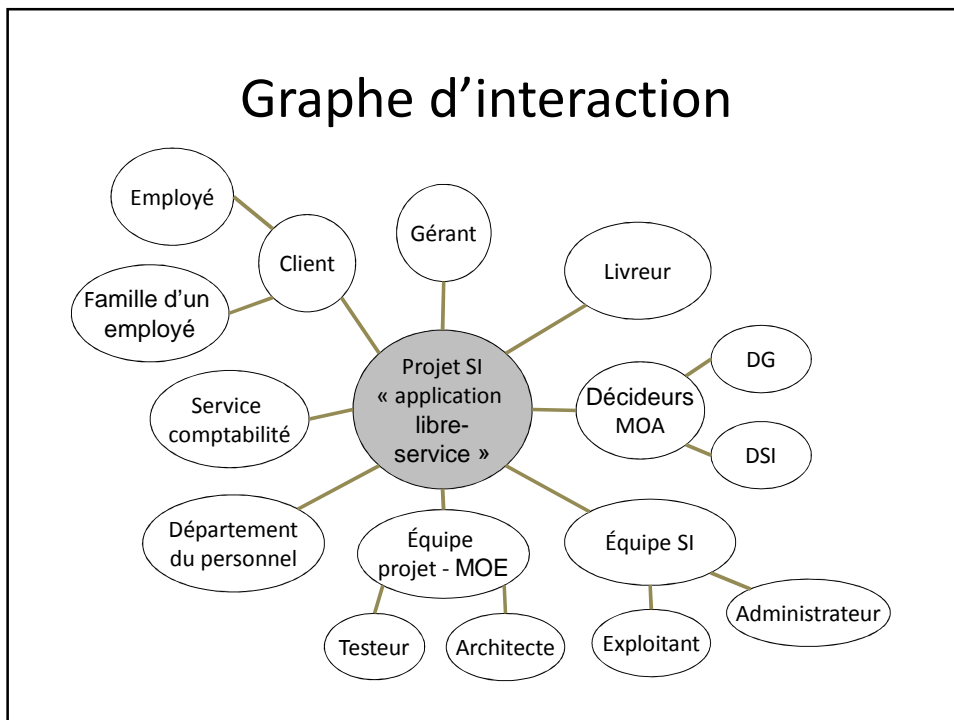 Graphe d’interaction
Employé
Client
Gérant
Livreur
Famille d’un
employé
Projet SI
« application
libre-
service »
DG
Décideurs
MOA
Service
comptabilité
DSI
Département
du personnel
Équipe
projet - MOE
Équipe SI
Administrateur
Testeur
Architecte
Exploitant